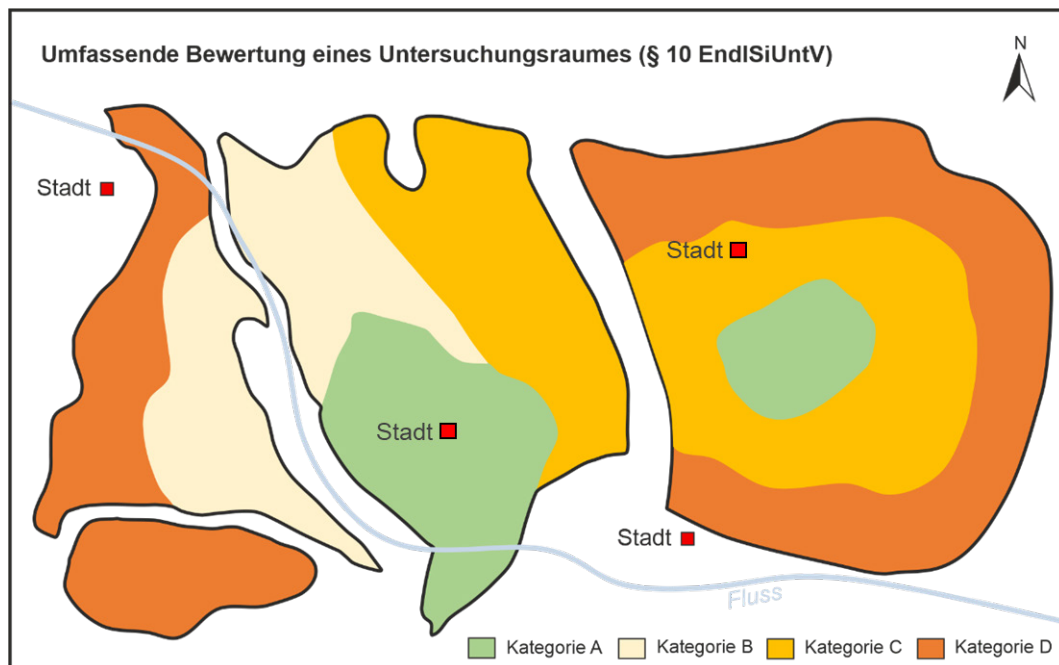 Umfassende Bewertung eines Untersuchungsraumes (§ 10 EndlSiUntV)
N
Stadt
Stadt
Stadt
Stadt
Fluss
Kategorie A
Kategorie B
Kategorie C
Kategorie D